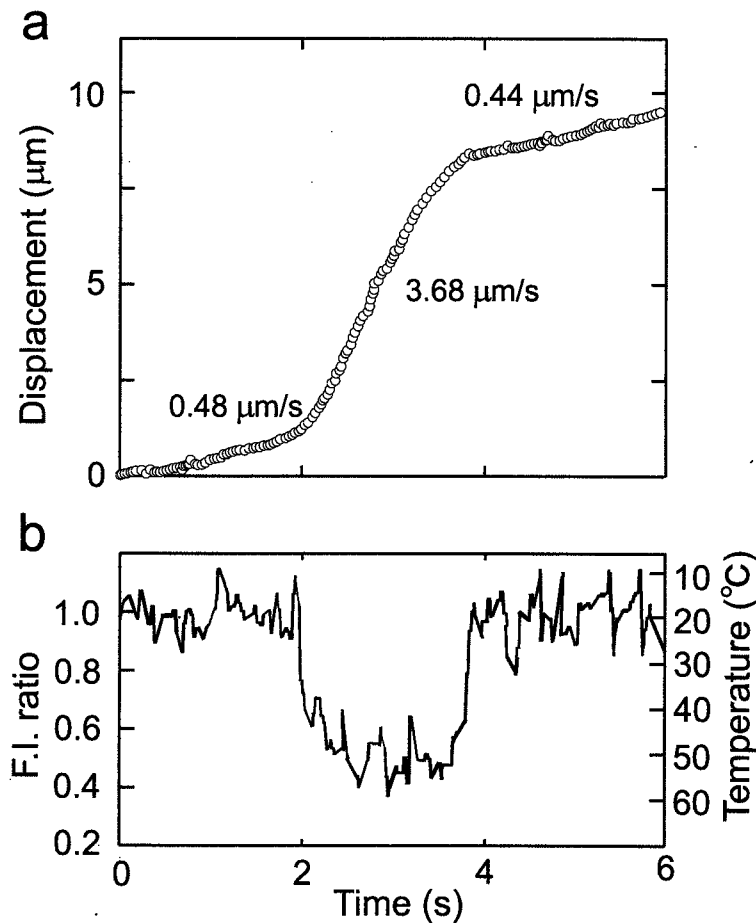 a
10
5
0
Displacement (μm)
0.44 μm/s
3.68 μm/s
0.48 μm/s
b
1.0
0.8
0.6
0.4
0.2
F.I. ratio
10
20
30
40
50
60
Temperature (°C)
0 2 4 6
Time (s)